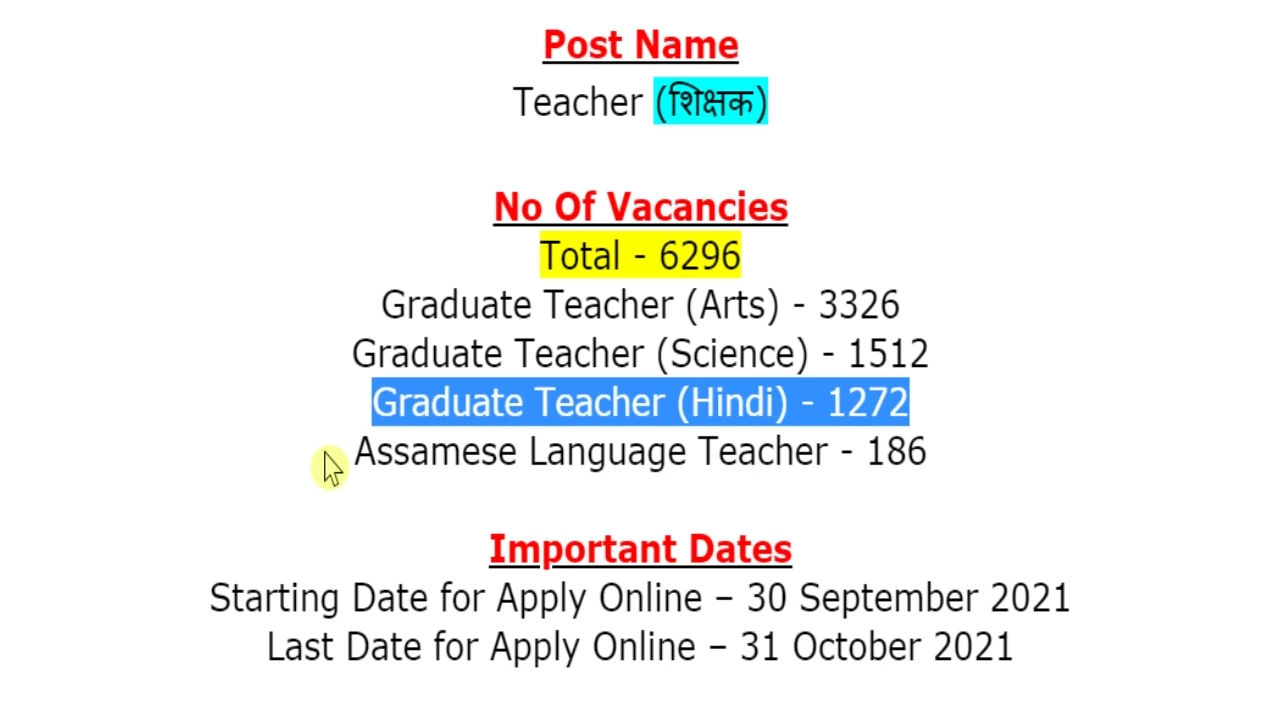 Post Name
Teacher (शिक्षक)
No Of Vacancies
Total - 6296
Graduate Teacher (Arts) - 3326
Graduate Teacher (Science) - 1512
Graduate Teacher (Hindi) - 1272
Assamese Language Teacher - 186
Important Dates
Starting Date for Apply Online – 30 September 2021
Last Date for Apply Online – 31 October 2021